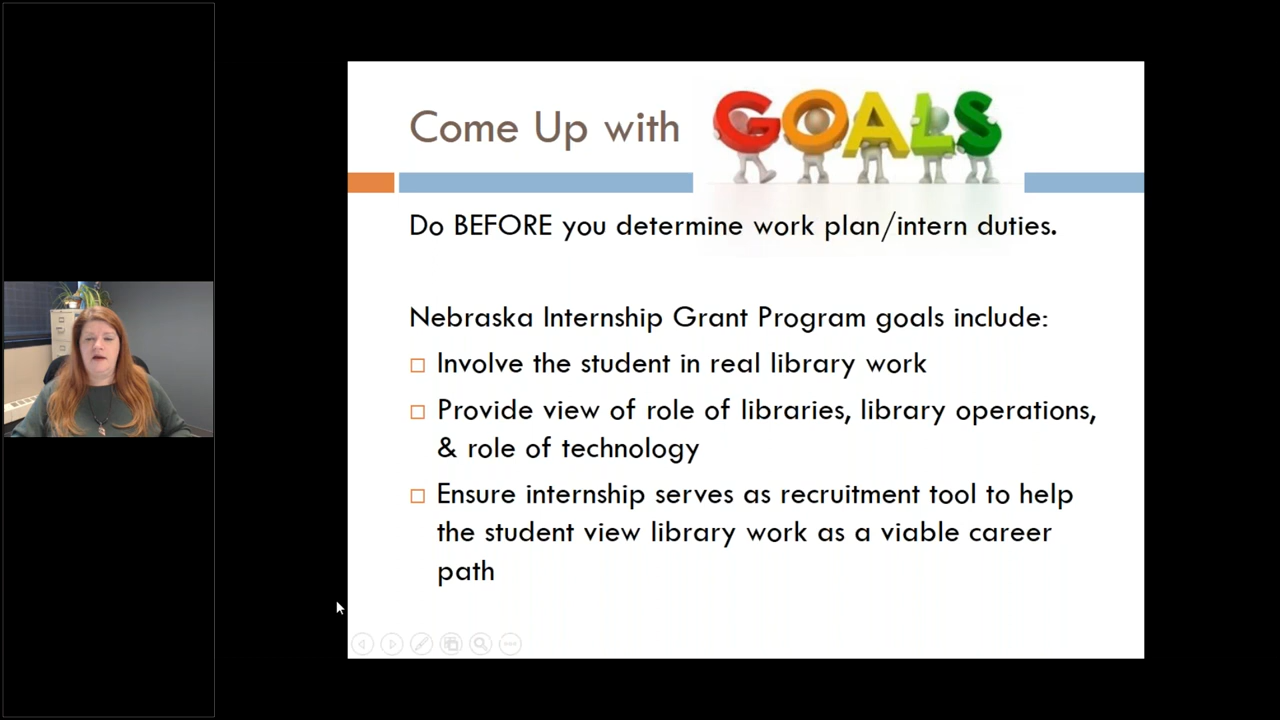 Come Up with GOALS
Do BEFORE you determine work plan/intern duties.
Nebraska Internship Grant Program goals include:
Involve the student in real library work
Provide view of role of libraries, library operations,
& role of technology
Ensure internship serves as recruitment tool to help
the student view library work as a viable career
path